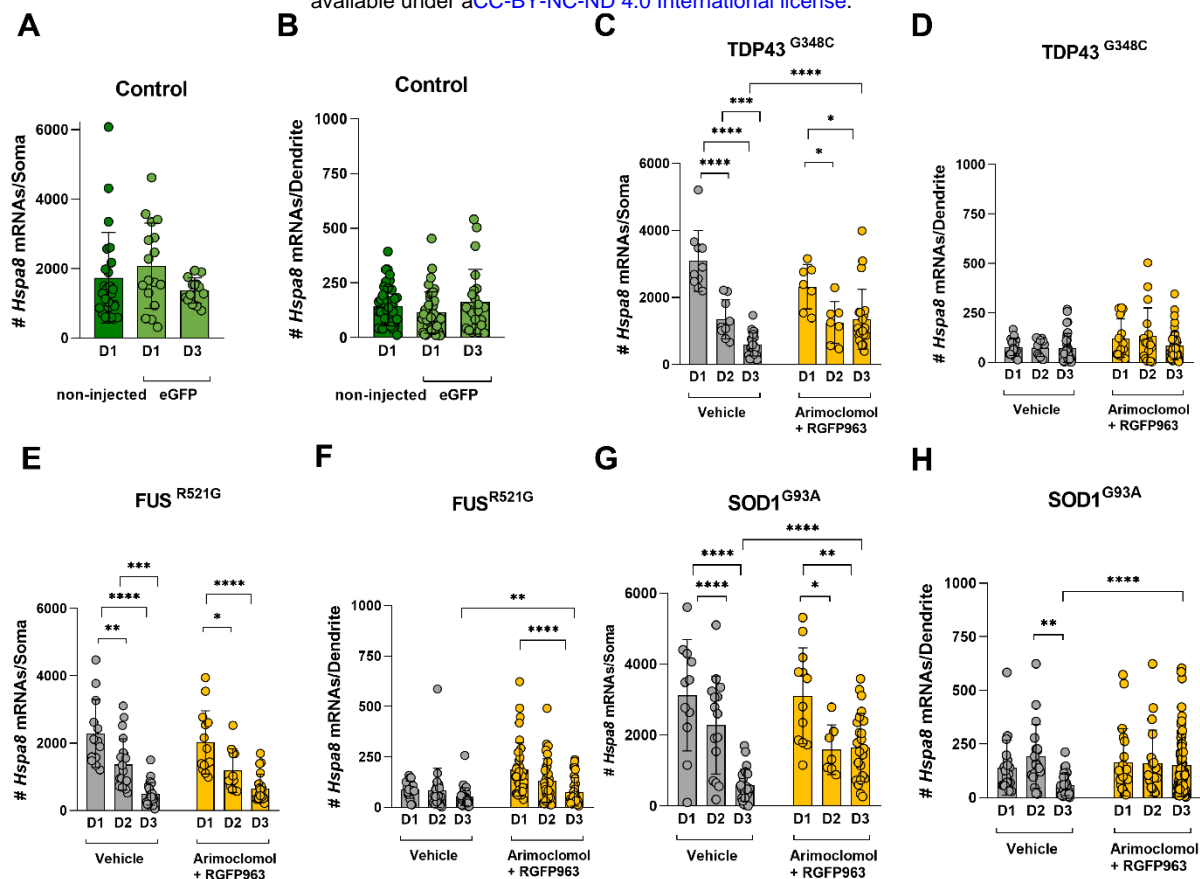 available under aCC-BY-NC-ND 4.0 International license.
A
Control
# Hspa8 mRNAs/Soma
6000
4000
2000
0
D1 D1 D3
non-injected eGFP
B
Control
# Hspa8 mRNAs/Dendrite
1000
750
500
250
0
D1 D1 D3
non-injected eGFP
C
TDP43 G348C
# Hspa8 mRNAs/Soma
****
***
****
****
*
*
6000
4000
2000
0
D1 D2 D3 D1 D2 D3
Vehicle Arimoclomol
+ RGFP963
D
TDP43 G348C
# Hspa8 mRNAs/Dendrite
1000
750
500
250
0
D1 D2 D3 D1 D2 D3
Vehicle Arimoclomol
+ RGFP963
E
FUS R521G
# Hspa8 mRNAs/Soma
***
****
**
****
*
6000
4000
2000
0
D1 D2 D3 D1 D2 D3
Vehicle Arimoclomol
+ RGFP963
F
FUSR521G
# Hspa8 mRNAs/Dendrite
**
****
1000
750
500
250
0
D1 D2 D3 D1 D2 D3
Vehicle Arimoclomol
+ RGFP963
G
SOD1G93A
# Hspa8 mRNAs/Soma
****
****
****
**
*
6000
4000
2000
0
D1 D2 D3 D1 D2 D3
Vehicle Arimoclomol
+ RGFP963
H
SOD1G93A
# Hspa8 mRNAs/Dendrite
****
**
1000
750
500
250
0
D1 D2 D3 D1 D2 D3
Vehicle Arimoclomol
+ RGFP963